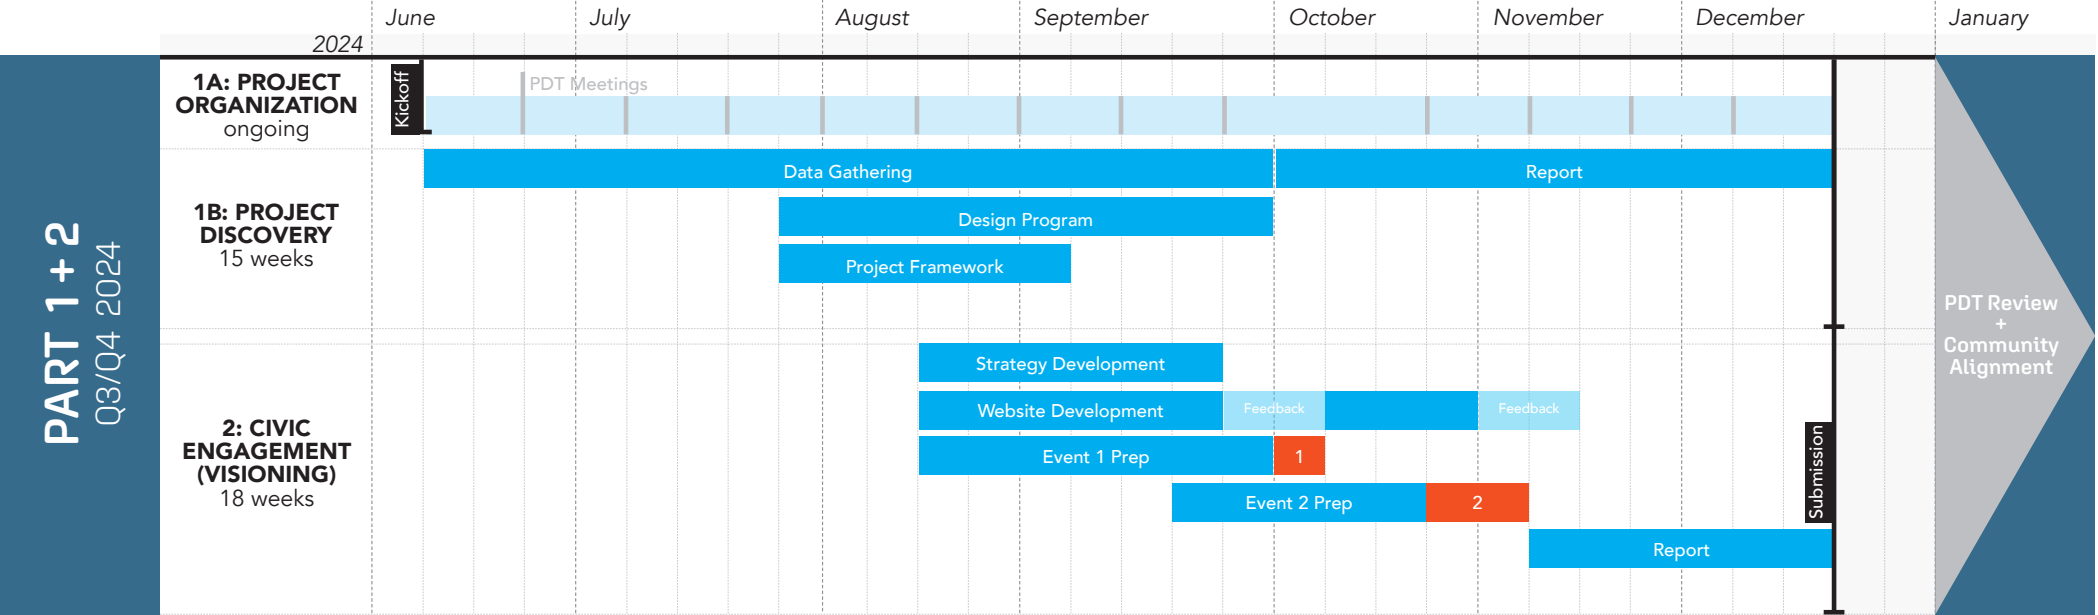 June July August September October November December January
2024
PART 1 + 2
Q3/Q4 2024
1A: PROJECT
ORGANIZATION
ongoing
Kickoff
PDT Meetings
1B: PROJECT
DISCOVERY
15 weeks
Data Gathering
Report
Design Program
Project Framework
2: CIVIC
ENGAGEMENT
(VISIONING)
18 weeks
Strategy Development
Website Development
Feedback
Feedback
Event 1 Prep
1
Event 2 Prep
2
Report
Submission
PDT Review
+
Community
Alignment